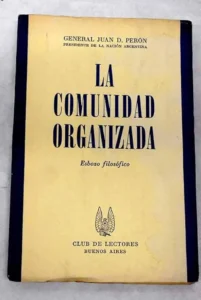 GENERAL JUAN D. PERÓN
PRESIDENTE DE LA NACIÓN ARGENTINA
LA
COMUNIDAD
ORGANIZADA
Esbozo filosófico
CLUB DE LECTORES
BUENOS AIRES